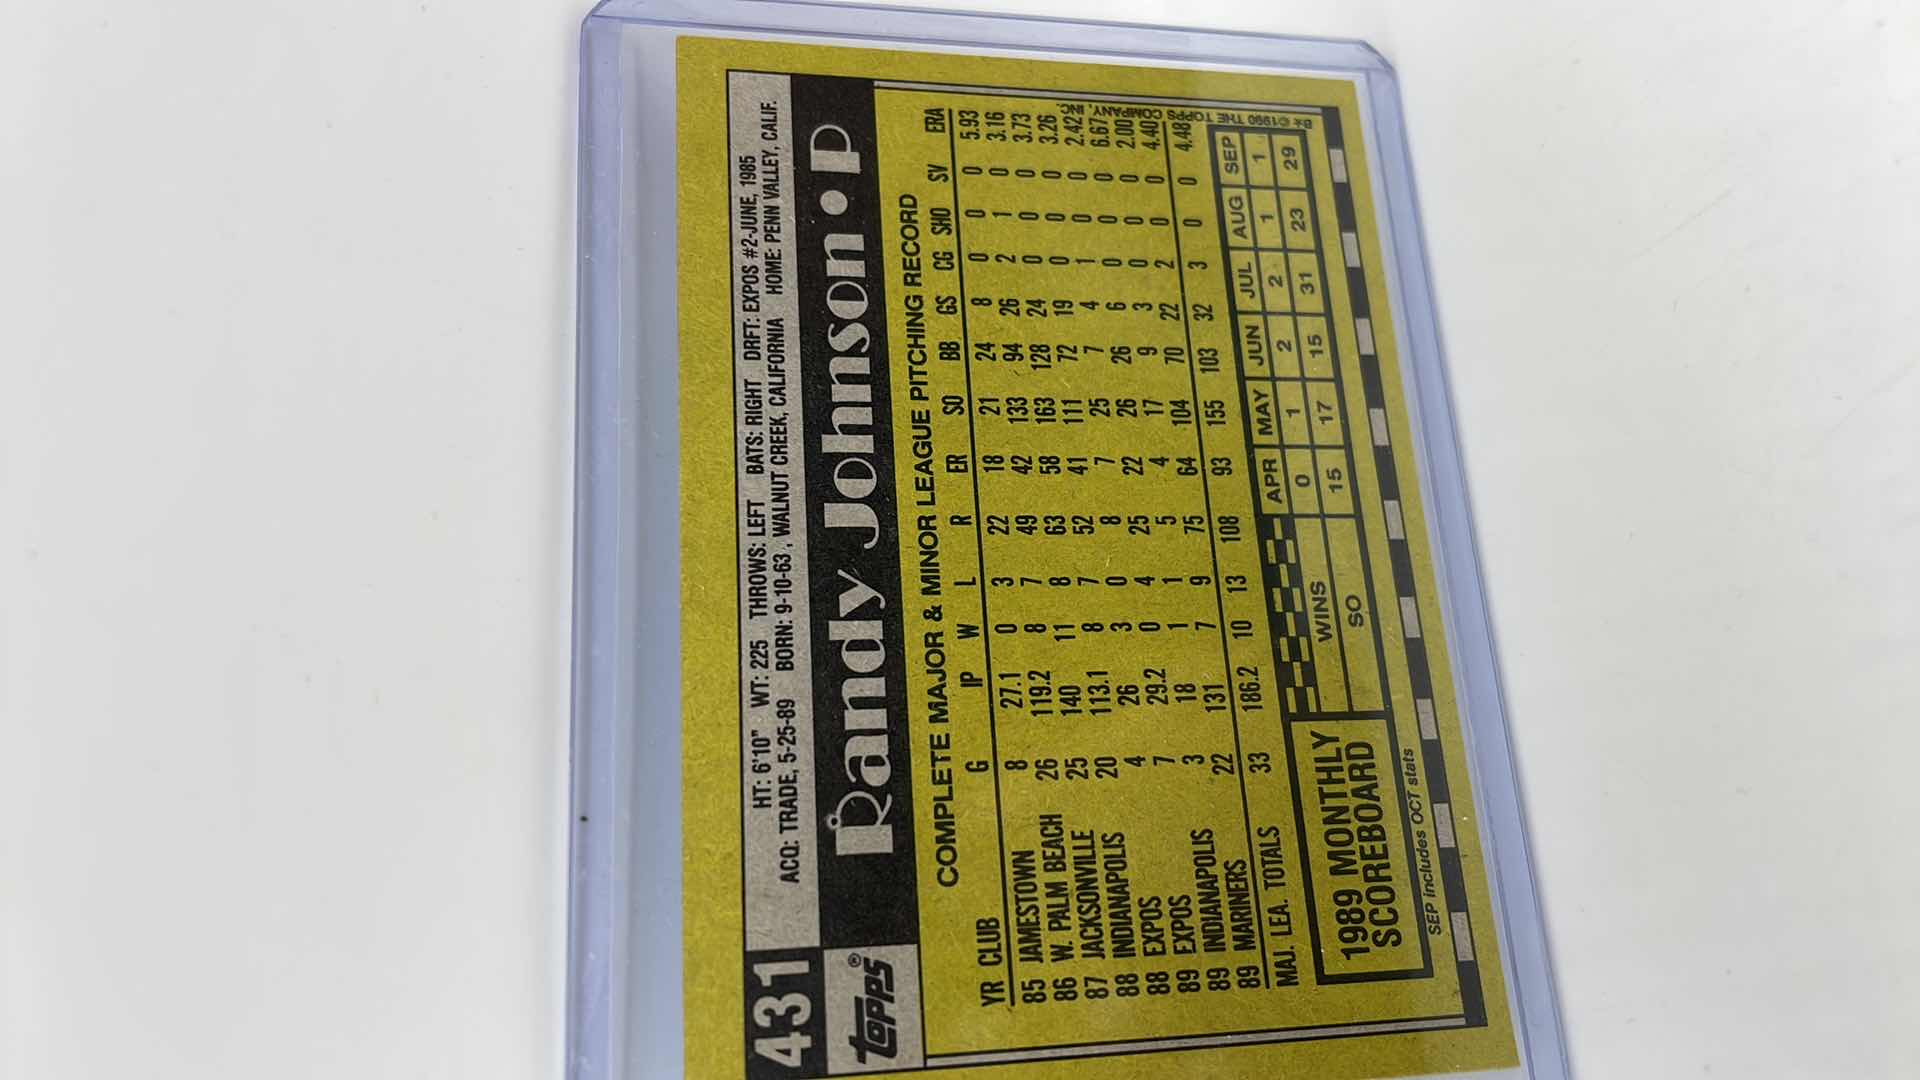 431
HT: 6'10" WT: 225 THROWS: LEFT BATS: RIGHT DRFT: EXPOS #2-JUNE, 1985
ACQ: TRADE, 5-25-89 BORN: 9-10-63, WALNUT CREEK, CALIFORNIA HOME: PENN VALLEY, CALIF.
Topps® Randy Johnson • P
COMPLETE MAJOR & MINOR LEAGUE PITCHING RECORD
YR CLUB G IP W L R ER SO BB GS CG SHO SV ERA
85 JAMESTOWN 8 27.1 0 3 22 18 21 24 8 0 0 0 5.93
86 W. PALM BEACH 26 119.2 8 7 49 42 133 94 26 2 1 0 3.16
87 JACKSONVILLE 25 140 11 8 63 58 163 128 24 0 0 0 3.73
88 INDIANAPOLIS 20 113.1 8 7 52 41 111 72 19 0 0 0 3.26
88 EXPOS 4 26 3 0 8 7 25 7 4 1 0 0 2.42
89 EXPOS 7 29.2 0 4 25 22 26 26 6 0 0 0 6.67
89 INDIANAPOLIS 3 18 1 1 5 4 17 9 3 0 0 0 2.00
89 MARINERS 22 131 7 9 75 64 104 70 22 2 0 0 4.40
MAJ. LEA. TOTALS 33 186.2 10 13 108 93 155 103 32 3 0 0 4.48
1989 MONTHLY
SCOREBOARD
APR MAY JUN JUL AUG SEP
WINS 0 1 2 2 1 1
SO 15 17 15 31 23 29
SEP includes OCT stats
B* ©1990 THE TOPPS COMPANY, INC.